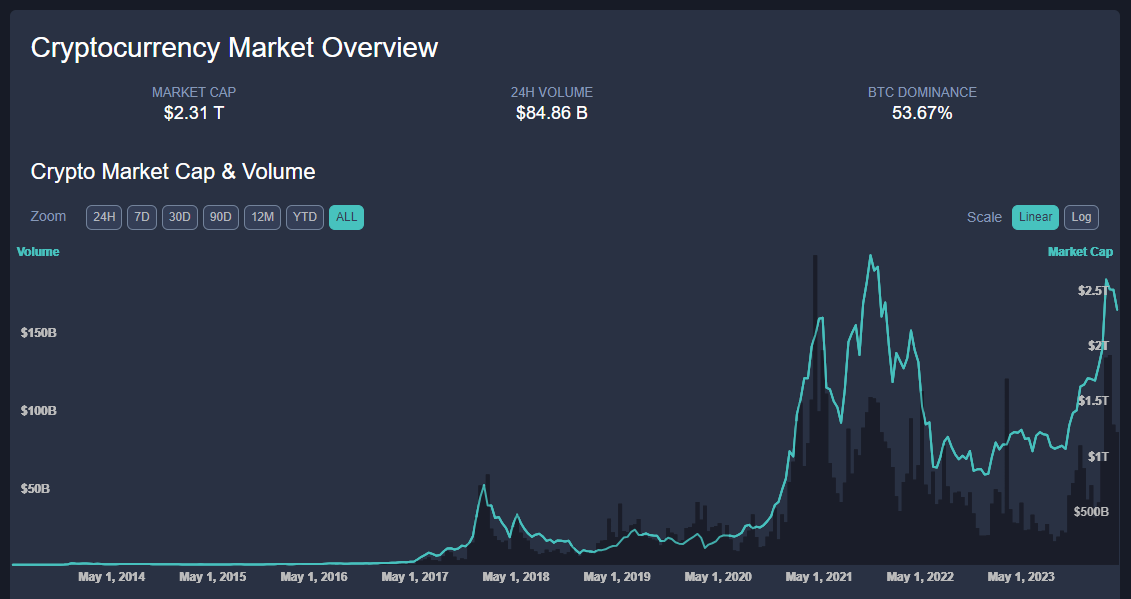 Cryptocurrency Market Overview
MARKET CAP 24H VOLUME BTC DOMINANCE
$2.31 T $84.86 B 53.67%
Crypto Market Cap & Volume
Zoom 24H 7D 30D 90D 12M YTD ALL Scale Linear Log
Volume Market Cap
$2.5T
$150B
$2T
$1.5T
$100B
$1T
$50B
$500B
May 1, 2014 May 1, 2015 May 1, 2016 May 1, 2017 May 1, 2018 May 1, 2019 May 1, 2020 May 1, 2021 May 1, 2022 May 1, 2023